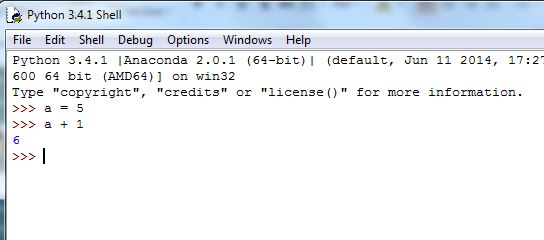 Python 3.4.1 Shell
File Edit Shell Debug Options Windows Help
Python 3.4.1 |Anaconda 2.0.1 (64-bit)| (default, Jun 11 2014,
600 64 bit (AMD64)] on win32
Type "copyright", "credits" or "license()" for more information.
>>> a = 5
>>> a + 1
6
>>>